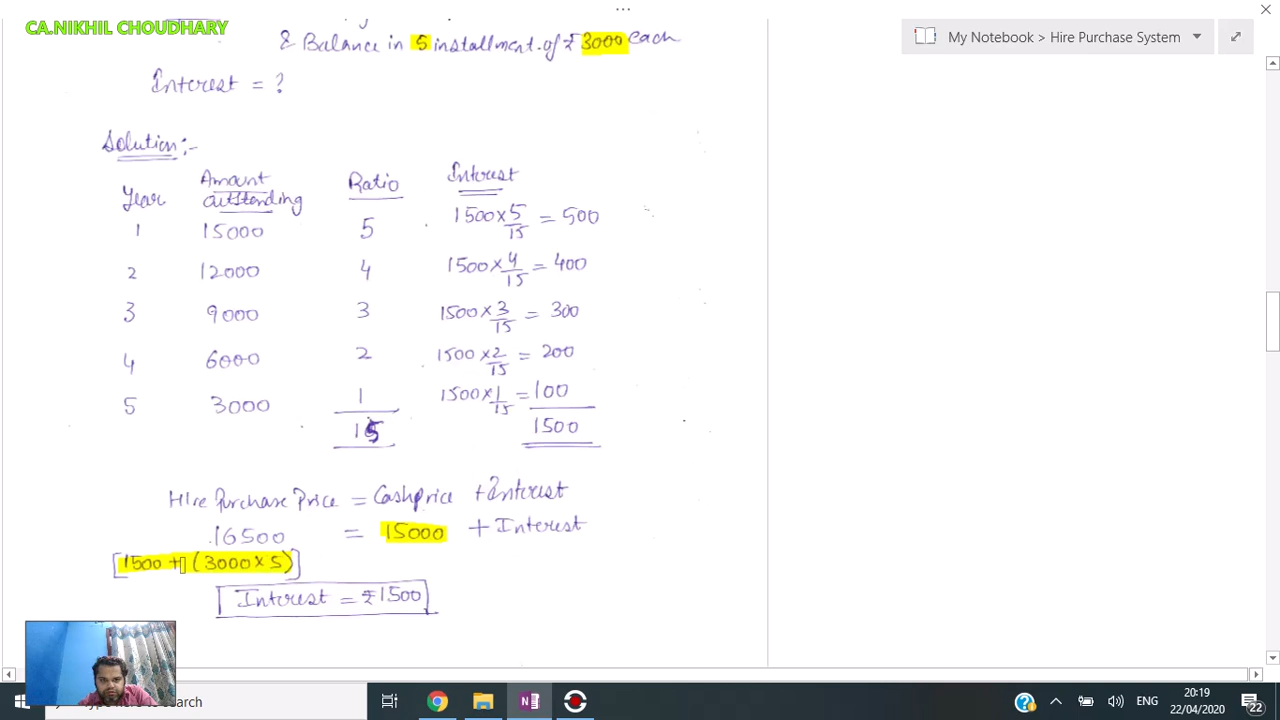 CA.NIKHIL CHOUDHARY
My Notebook > Hire Purchase System
& Balance in 5 installment of ₹ 3000 each
Interest = ?
Solution :-
Year Amount outstanding Ratio Interest
1 15000 5 1500 × 5/15 = 500
2 12000 4 1500 × 4/15 = 400
3 9000 3 1500 × 3/15 = 300
4 6000 2 1500 × 2/15 = 200
5 3000 1 1500 × 1/15 = 100
15 1500
Hire Purchase Price = Cash price + Interest
16500 = 15000 + Interest
[1500 + (3000 × 5)]
Interest = ₹ 1500
search
ENG
20:19
22/04/2020
22